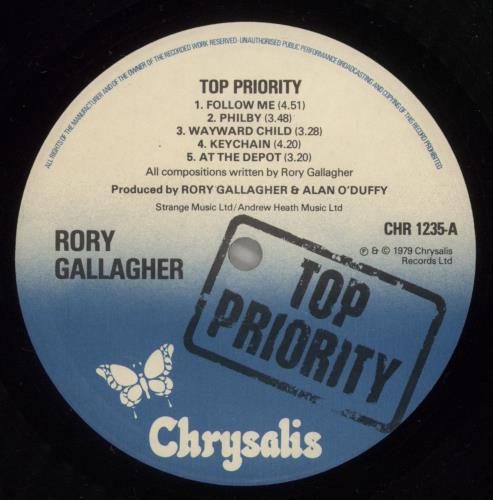 ALL RIGHTS OF THE MANUFACTURER AND OF THE OWNER OF THE RECORDED WORK RESERVED · UNAUTHORISED PUBLIC PERFORMANCE BROADCASTING AND COPYING OF THIS RECORD PROHIBITED
TOP PRIORITY
1. FOLLOW ME (4.51)
2. PHILBY (3.48)
3. WAYWARD CHILD (3.28)
4. KEYCHAIN (4.20)
5. AT THE DEPOT (3.20)
All compositions written by Rory Gallagher
Produced by RORY GALLAGHER & ALAN O'DUFFY
Strange Music Ltd/Andrew Heath Music Ltd
CHR 1235-A
℗ & © 1979 Chrysalis
Records Ltd
RORY
GALLAGHER
TOP
PRIORITY
Chrysalis